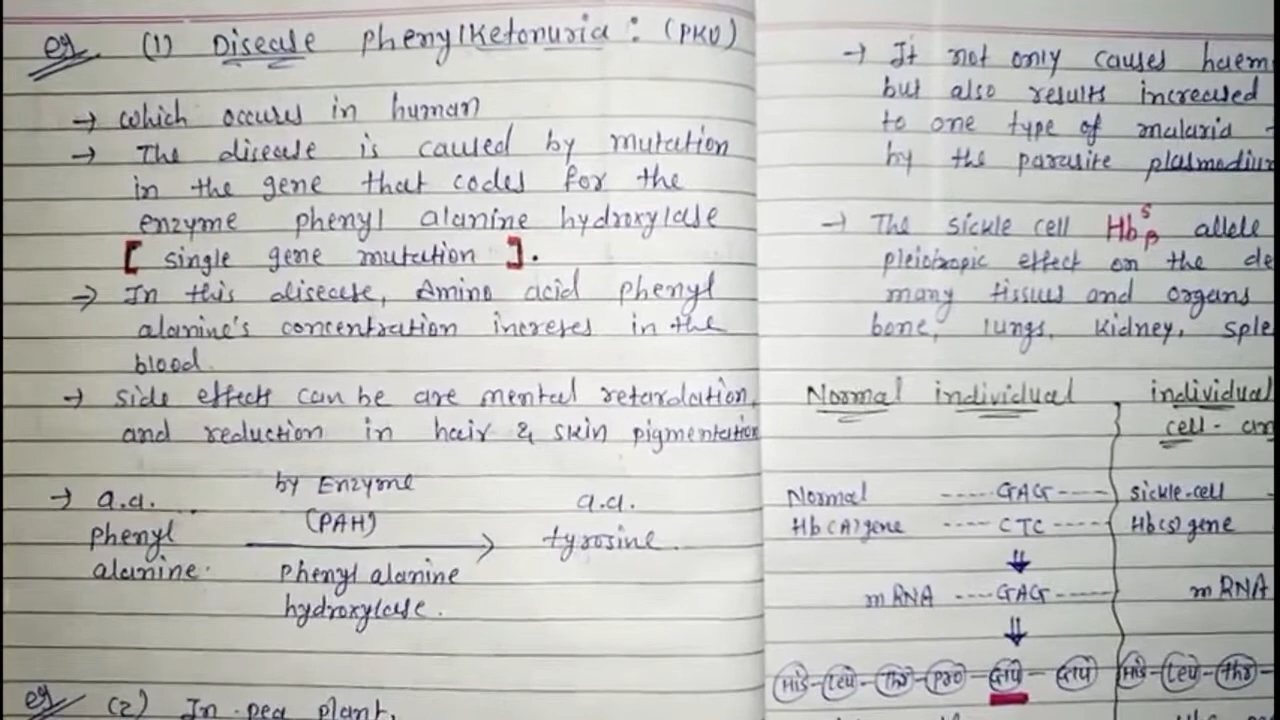 eg. (1) Disease phenylketonuria : (PKU)
→ which occurs in human
→ The disease is caused by mutation
in the gene that codes for the
enzyme phenyl alanine hydroxylase
[ single gene mutation ].
→ In this disease, Amino acid phenyl
alanine's concentration increses in the
blood.
→ side effects can be are mental retardation,
and reduction in hair & skin pigmentation
→ a.a. by Enzyme a.a.
phenyl (PAH) tyrosine.
alanine. phenyl alanine
hydroxylase.
eg (2) In pea plant,
→ It not only causes haem
but also results increased
to one type of malaria
by the parasite plasmodium
→ The sickle cell Hb^s_β allele
pleiotropic effect on the de
many tissues and organs
bone, lungs, kidney, sple
Normal individual individual
cell-
Normal ---- GAG ---- sickle-cell
Hb(A)gene ---- CTC ---- Hb(s)gene
⇓
mRNA ---- GAG ---- mRNA
⇓
His - Leu - Thr - Pro - Glu - Glu His - Leu - Thr -